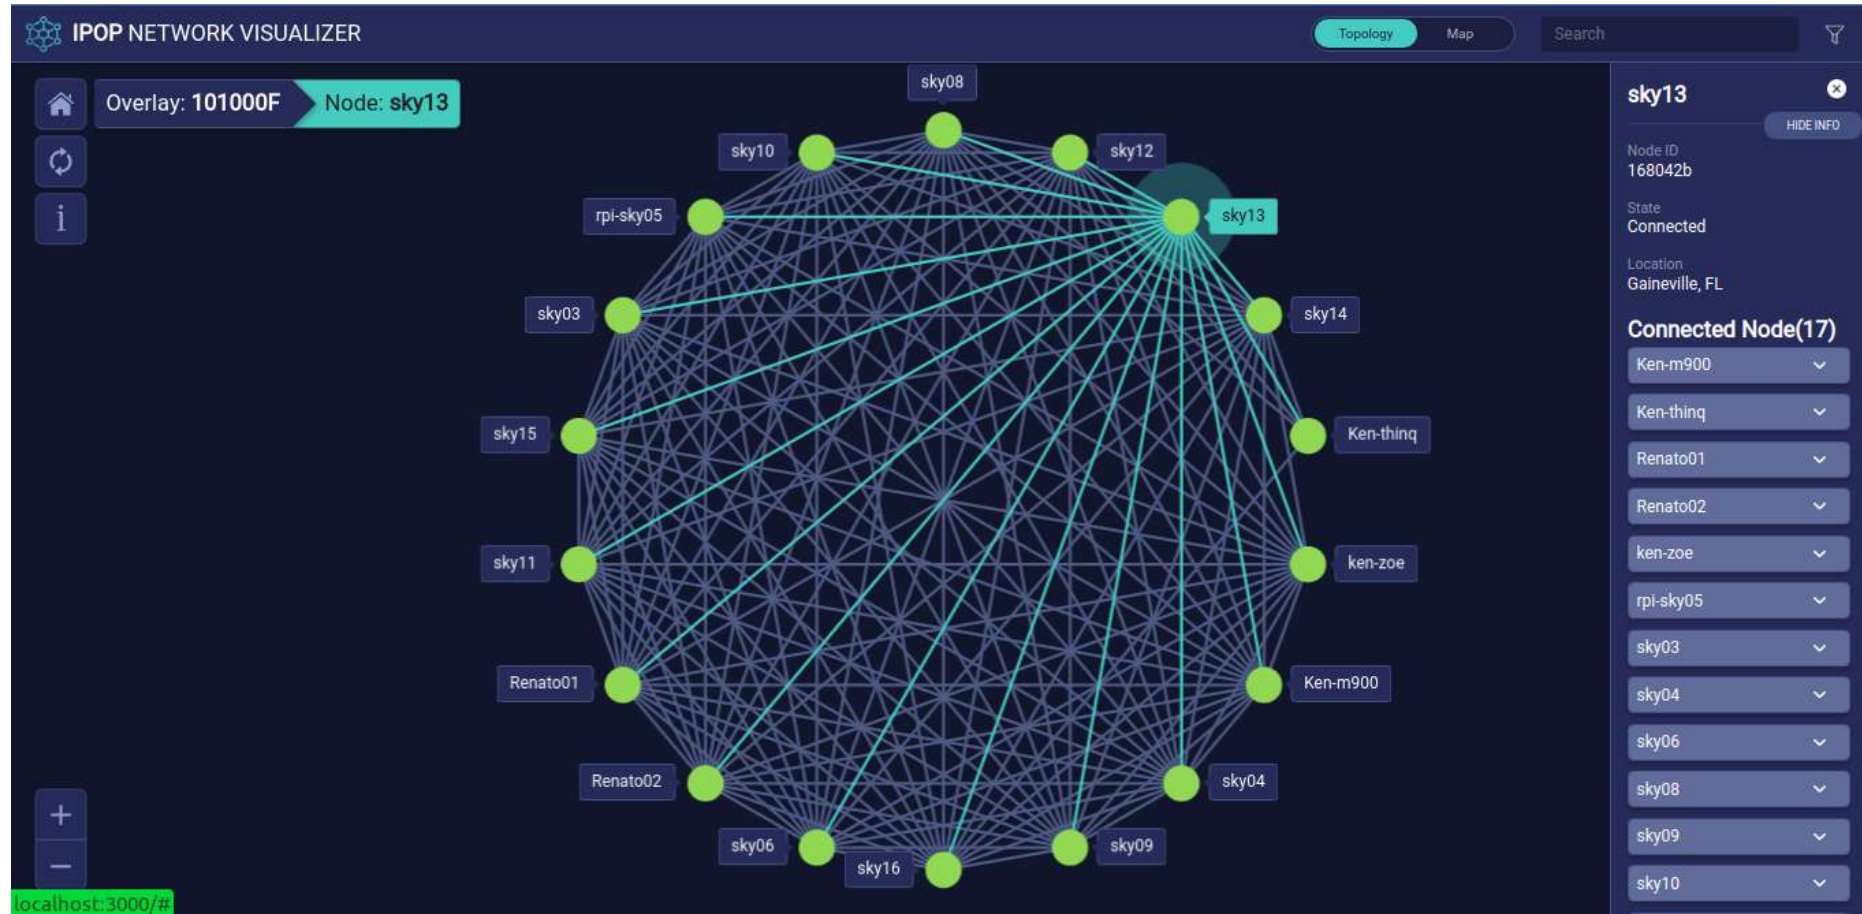 IPOP NETWORK VISUALIZER
Topology
Map
Search
Overlay: 101000F
Node: sky13
i
sky08
sky10
sky12
rpi-sky05
sky13
sky03
sky14
sky15
Ken-thinq
sky11
ken-zoe
Renato01
Ken-m900
Renato02
sky04
sky06
sky09
sky16
+
−
localhost:3000/#
sky13
HIDE INFO
Node ID
168042b
State
Connected
Location
Gaineville, FL
Connected Node(17)
Ken-m900
Ken-thinq
Renato01
Renato02
ken-zoe
rpi-sky05
sky03
sky04
sky06
sky08
sky09
sky10